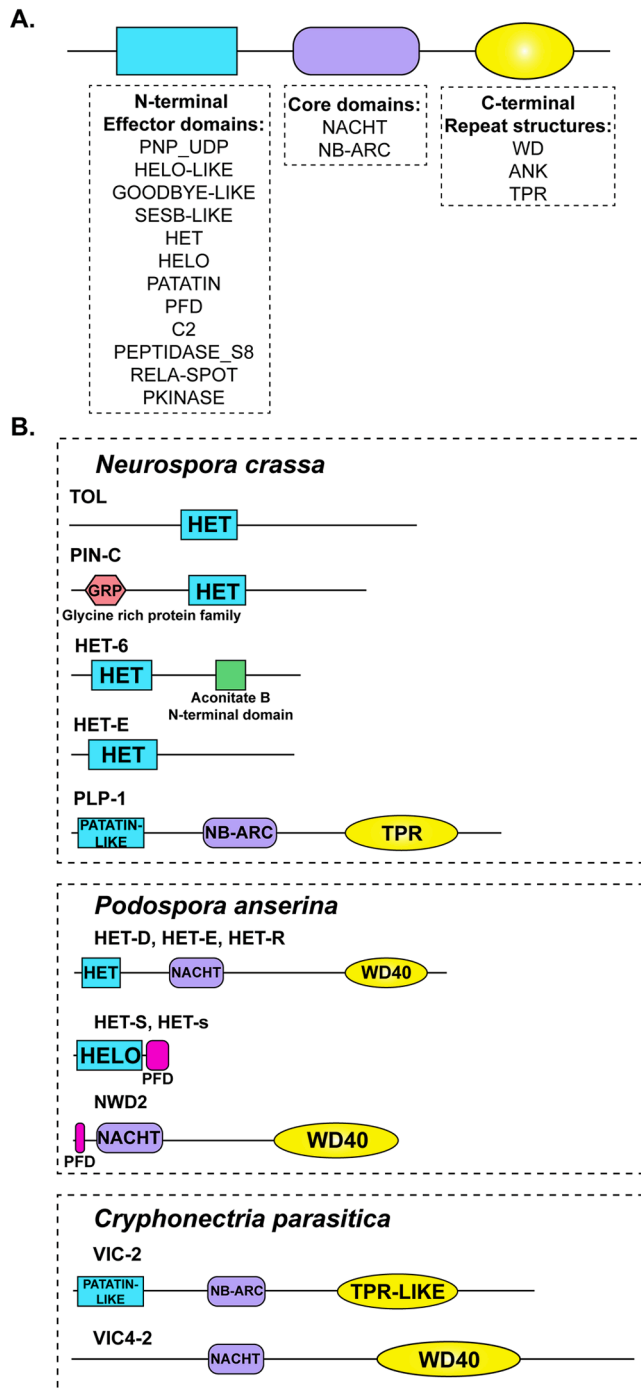 A.
N-terminal
Effector domains:
PNP_UDP
HELO-LIKE
GOODBYE-LIKE
SESB-LIKE
HET
HELO
PATATIN
PFD
C2
PEPTIDASE_S8
RELA-SPOT
PKINASE
Core domains:
NACHT
NB-ARC
C-terminal
Repeat structures:
WD
ANK
TPR
B.
Neurospora crassa
TOL
HET
PIN-C
GRP
HET
Glycine rich protein family
HET-6
HET
Aconitate B
N-terminal domain
HET-E
HET
PLP-1
PATATIN-
LIKE
NB-ARC
TPR
Podospora anserina
HET-D, HET-E, HET-R
HET
NACHT
WD40
HET-S, HET-s
HELO
PFD
NWD2
NACHT
WD40
PFD
Cryphonectria parasitica
VIC-2
PATATIN-
LIKE
NB-ARC
TPR-LIKE
VIC4-2
NACHT
WD40